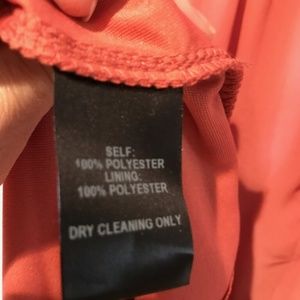 SELF:
100% POLYESTER
LINING:
100% POLYESTER
DRY CLEANING ONLY